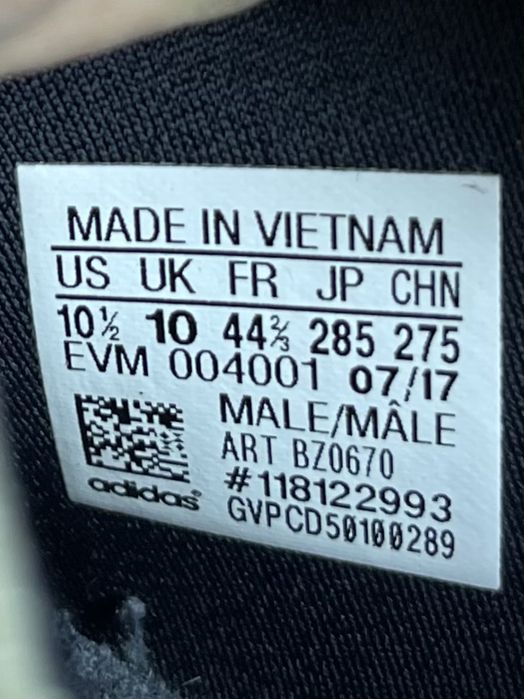 MADE IN VIETNAM
US UK FR JP CHN
10½ 10 44⅔ 285 275
EVM 004001 07/17
MALE/MÂLE
ART BZ0670
#118122993
adidas®
GVPCD50100289